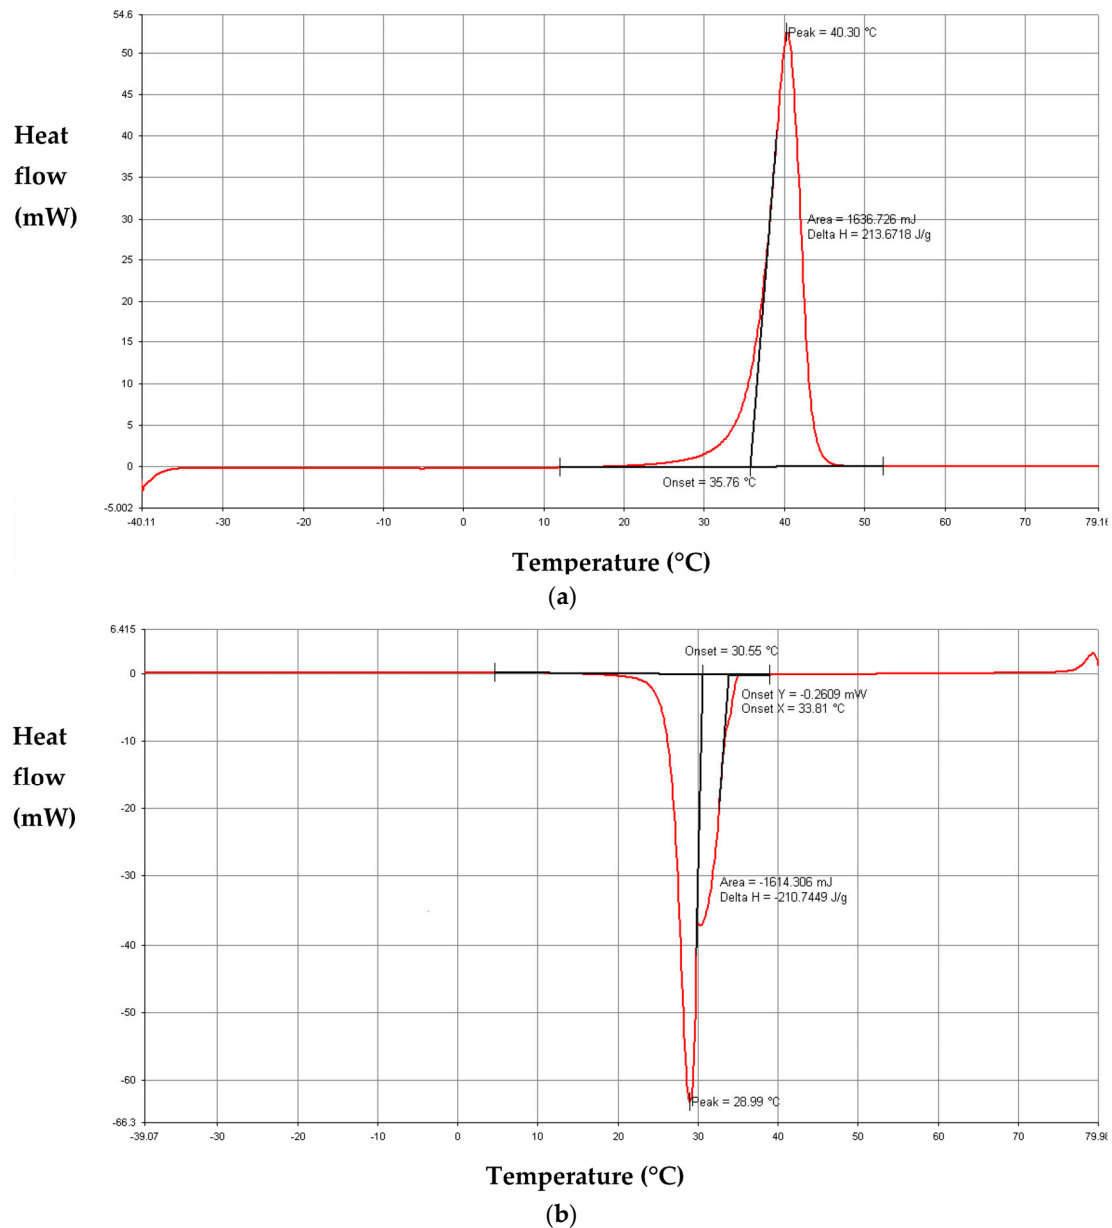 54.6
Peak = 40.30 °C
50
45
Heat
flow
(mW)
40
35
30
Area = 1636.726 mJ
Delta H = 213.6718 J/g
25
20
15
10
5
0
Onset = 35.76 °C
-5.002
-40.11 -30 -20 -10 0 10 20 30 40 50 60 70 79.16
Temperature (°C)
(a)
6.415
Onset = 30.55 °C
0
Onset Y = -0.2609 mW
Onset X = 33.81 °C
Heat
flow
(mW)
-10
-20
-30
Area = -1614.306 mJ
Delta H = -210.7449 J/g
-40
-50
-60
Peak = 28.99 °C
-66.3
-39.07 -30 -20 -10 0 10 20 30 40 50 60 70 79.98
Temperature (°C)
(b)